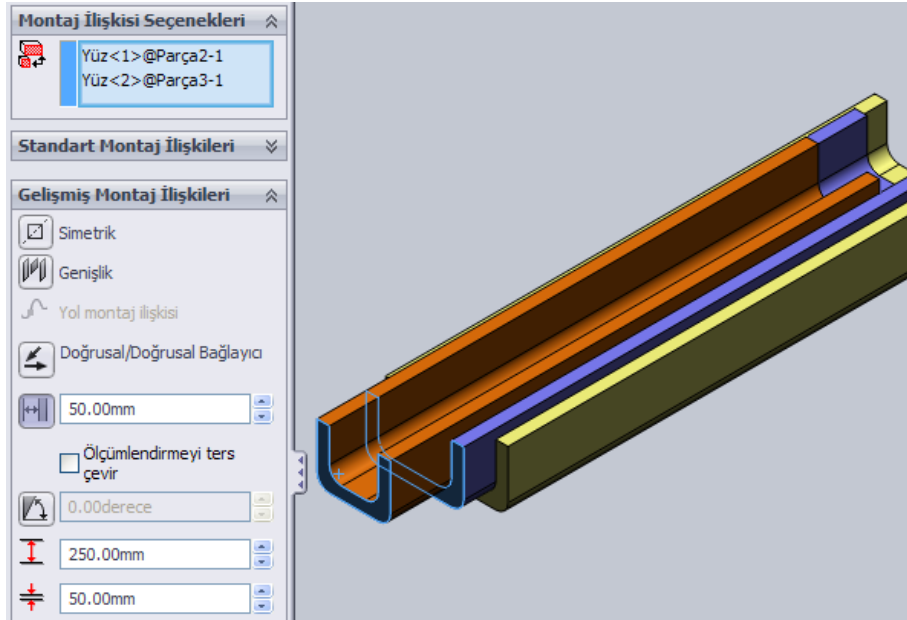 Montaj İlişkisi Seçenekleri
Yüz<1>@Parça2-1
Yüz<2>@Parça3-1
Standart Montaj İlişkileri
Gelişmiş Montaj İlişkileri
Simetrik
Genişlik
Yol montaj ilişkisi
Doğrusal/Doğrusal Bağlayıcı
50.00mm
Ölçümlendirmeyi ters
çevir
0.00derece
250.00mm
50.00mm